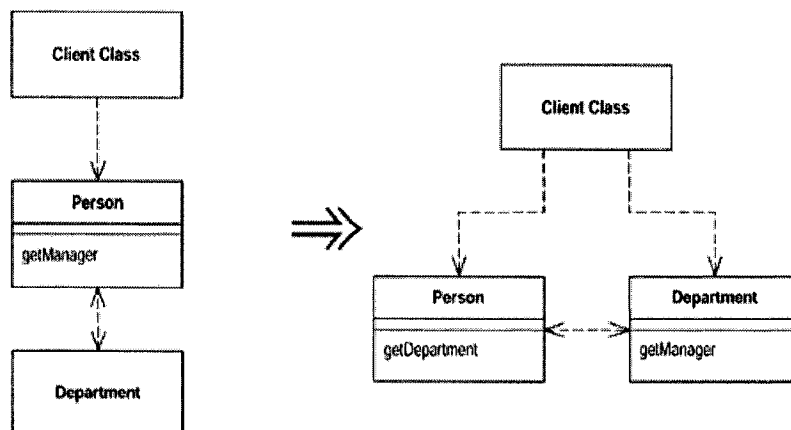 Client Class
Person
getManager
Department
Client Class
Person
getDepartment
Department
getManager